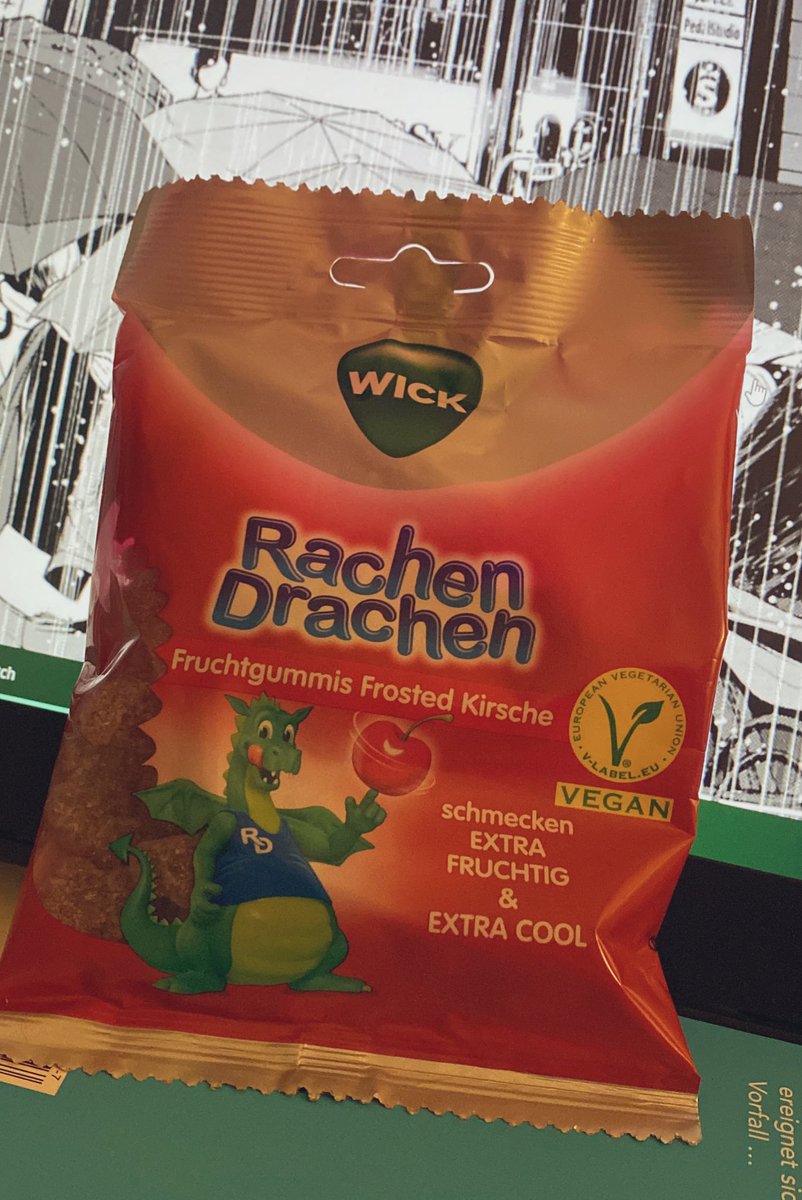 WICK
Rachen
Drachen
Fruchtgummis Frosted Kirsche
EUROPEAN VEGETARIAN UNION
V-LABEL.EU
VEGAN
schmecken
EXTRA
FRUCHTIG
&
EXTRA COOL
RD
ereignet
Vorfall ...